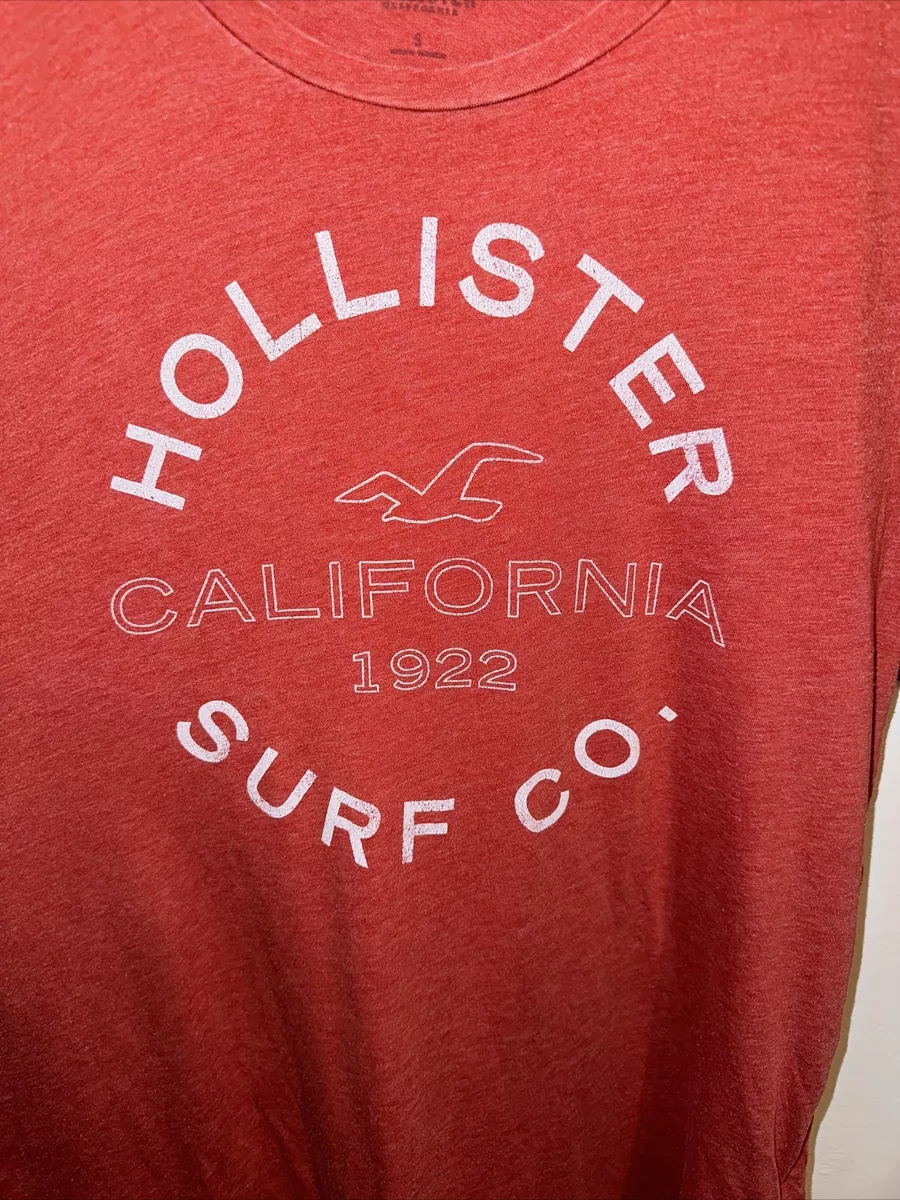 S
HOLLISTER
CALIFORNIA
1922
SURF CO.